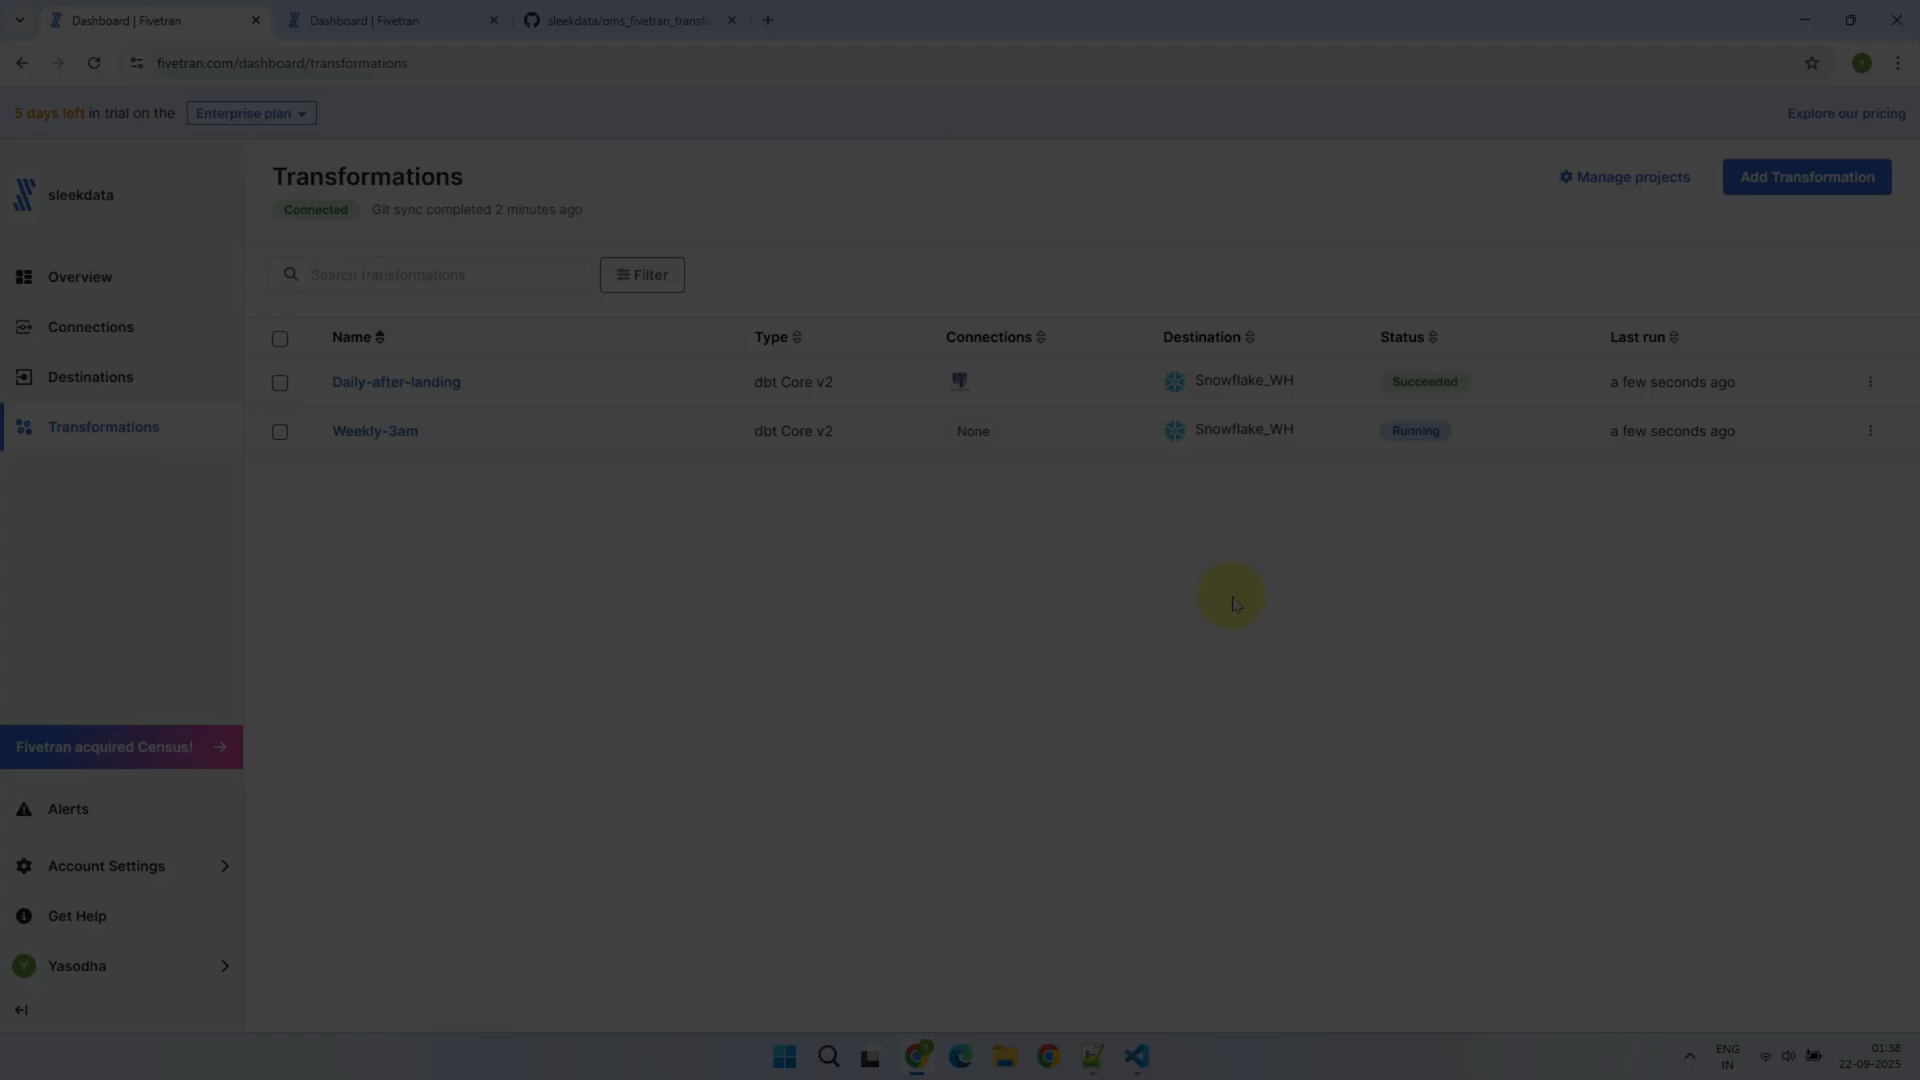 Dashboard | Fivetran
Dashboard | Fivetran
sleekdata/oms_fivetran_transfo
fivetran.com/dashboard/transformations
5 days left in trial on the Enterprise plan
Explore our pricing
sleekdata
Overview
Connections
Destinations
Transformations
Fivetran acquired Census!
Alerts
Account Settings
Get Help
Y Yasodha
Transformations
Manage projects
Add Transformation
Connected Git sync completed 2 minutes ago
Search transformations
Filter
Name Type Connections Destination Status Last run
Daily-after-landing dbt Core v2 Snowflake_WH Succeeded a few seconds ago
Weekly-3am dbt Core v2 None Snowflake_WH Running a few seconds ago
ENG
IN
01:38
22-09-2025